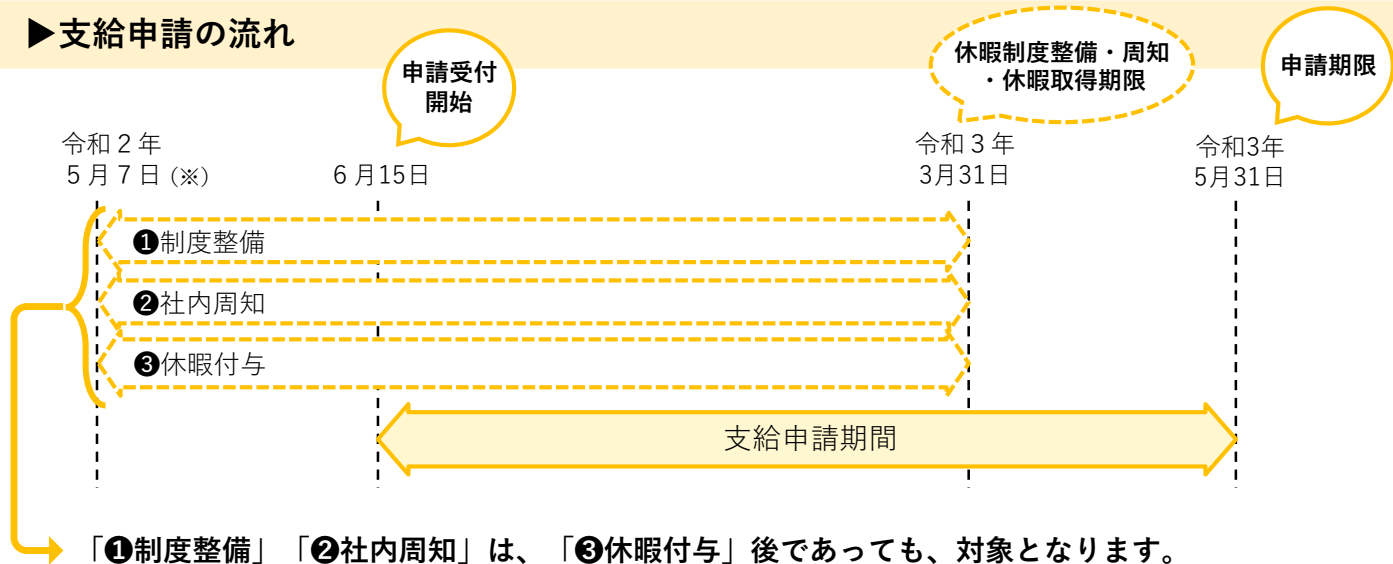 ▶支給申請の流れ
申請受付
開始
休暇制度整備・周知
・休暇取得期限
申請期限
令和２年
５月７日(※)
６月15日
令和３年
3月31日
令和3年
5月31日
❶制度整備
❷社内周知
❸休暇付与
支給申請期間
「❶制度整備」「❷社内周知」は、「❸休暇付与」後であっても、対象となります。